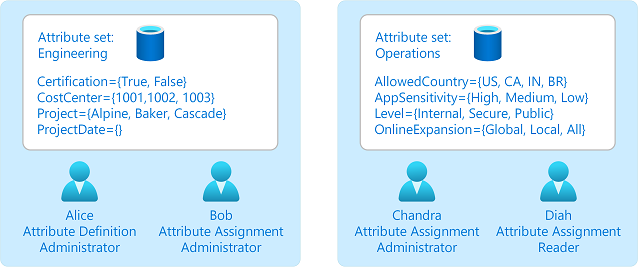 Attribute set:
Engineering
Certification={True, False}
CostCenter={1001,1002, 1003}
Project={Alpine, Baker, Cascade}
ProjectDate={}
Alice
Attribute Definition
Administrator
Bob
Attribute Assignment
Administrator
Attribute set:
Operations
AllowedCountry={US, CA, IN, BR}
AppSensitivity={High, Medium, Low}
Level={Internal, Secure, Public}
OnlineExpansion={Global, Local, All}
Chandra
Attribute Assignment
Administrator
Diah
Attribute Assignment
Reader